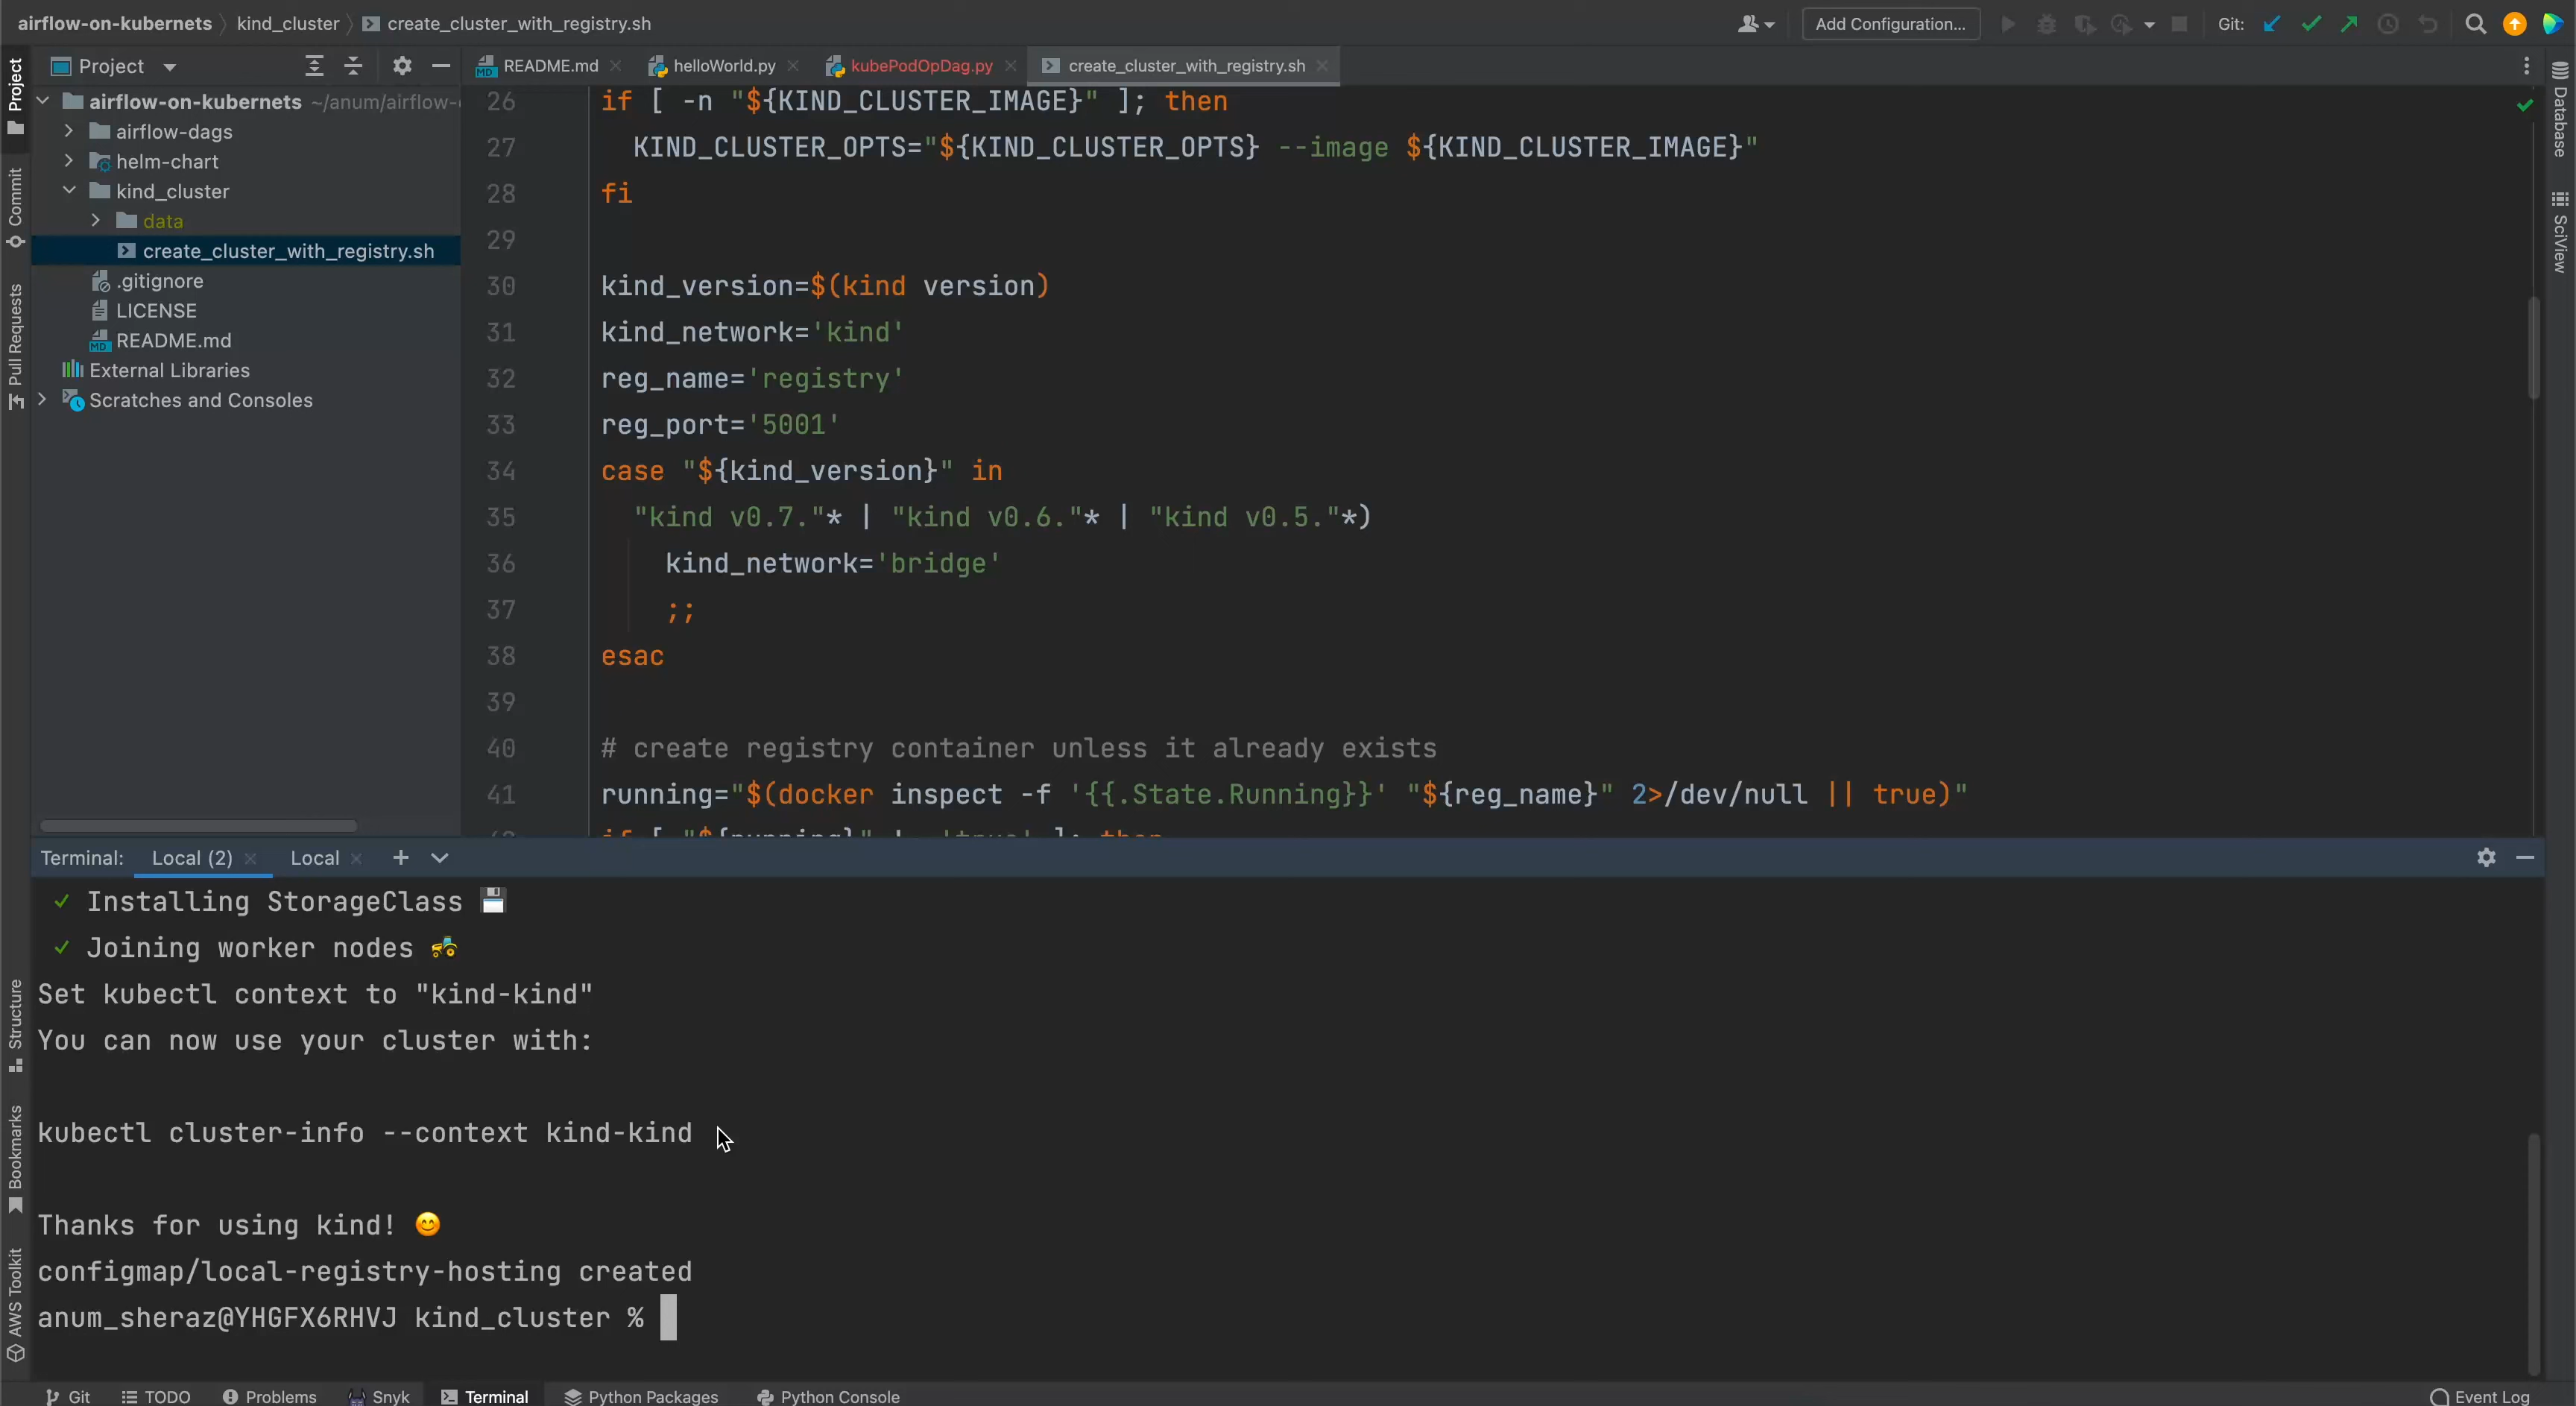 airflow-on-kubernets kind_cluster create_cluster_with_registry.sh
Add Configuration...
Git:
Project
README.md
helloWorld.py
kubePodOpDag.py
create_cluster_with_registry.sh
Project
Commit
Pull Requests
Structure
Bookmarks
AWS Toolkit
Database
SciView
airflow-on-kubernets ~/anum/airflow-
airflow-dags
helm-chart
kind_cluster
data
create_cluster_with_registry.sh
.gitignore
LICENSE
README.md
External Libraries
Scratches and Consoles
26 if [ -n "${KIND_CLUSTER_IMAGE}" ]; then
27 KIND_CLUSTER_OPTS="${KIND_CLUSTER_OPTS} --image ${KIND_CLUSTER_IMAGE}"
28 fi
29
30 kind_version=$(kind version)
31 kind_network='kind'
32 reg_name='registry'
33 reg_port='5001'
34 case "${kind_version}" in
35 "kind v0.7."* | "kind v0.6."* | "kind v0.5."*)
36 kind_network='bridge'
37 ;;
38 esac
39
40 # create registry container unless it already exists
41 running="$(docker inspect -f '{{.State.Running}}' "${reg_name}" 2>/dev/null || true)"
Terminal: Local (2) Local
✓ Installing StorageClass 💾
✓ Joining worker nodes 🚜
Set kubectl context to "kind-kind"
You can now use your cluster with:
kubectl cluster-info --context kind-kind
Thanks for using kind! 😊
configmap/local-registry-hosting created
anum_sheraz@YHGFX6RHVJ kind_cluster %
Git TODO Problems Snyk Terminal Python Packages Python Console Event Log